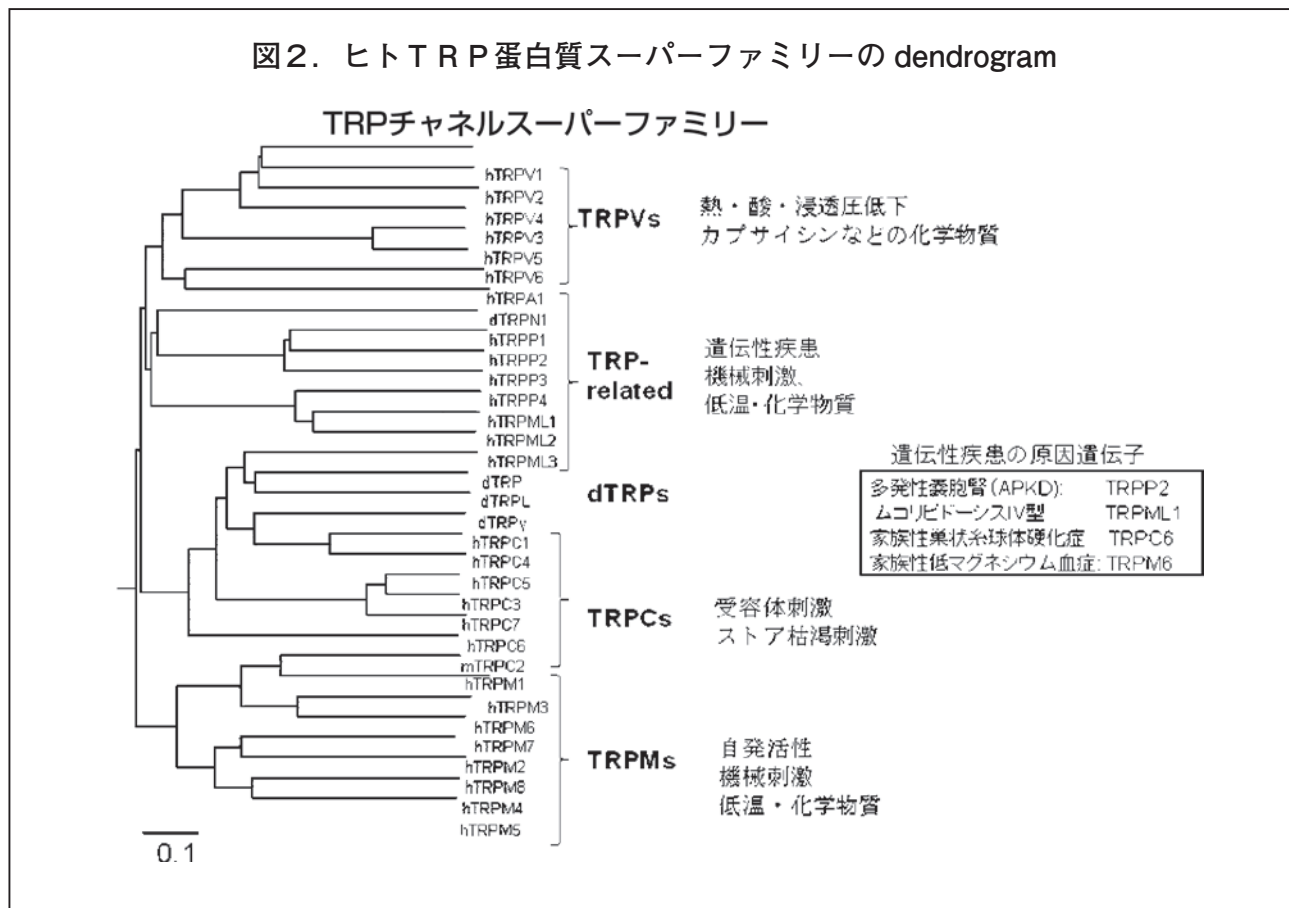 図2. ヒトTRP蛋白質スーパーファミリーの dendrogram
TRPチャネルスーパーファミリー
hTRPV1
hTRPV2
hTRPV4
hTRPV3
hTRPV5
hTRPV6
TRPVs
熱・酸・浸透圧低下
カプサイシンなどの化学物質
hTRPA1
dTRPN1
hTRPP1
hTRPP2
hTRPP3
hTRPP4
hTRPML1
hTRPML2
hTRPML3
TRP-
related
遺伝性疾患
機械刺激、
低温・化学物質
dTRP
dTRPL
dTRPγ
dTRPs
遺伝性疾患の原因遺伝子
多発性嚢胞腎(APKD): TRPP2
ムコリピドーシスIV型 TRPML1
家族性巣状糸球体硬化症 TRPC6
家族性低マグネシウム血症: TRPM6
hTRPC1
hTRPC4
hTRPC5
hTRPC3
hTRPC7
hTRPC6
mTRPC2
TRPCs
受容体刺激
ストア枯渇刺激
hTRPM1
hTRPM3
hTRPM6
hTRPM7
hTRPM2
hTRPM8
hTRPM4
hTRPM5
TRPMs
自発活性
機械刺激
低温・化学物質
0.1